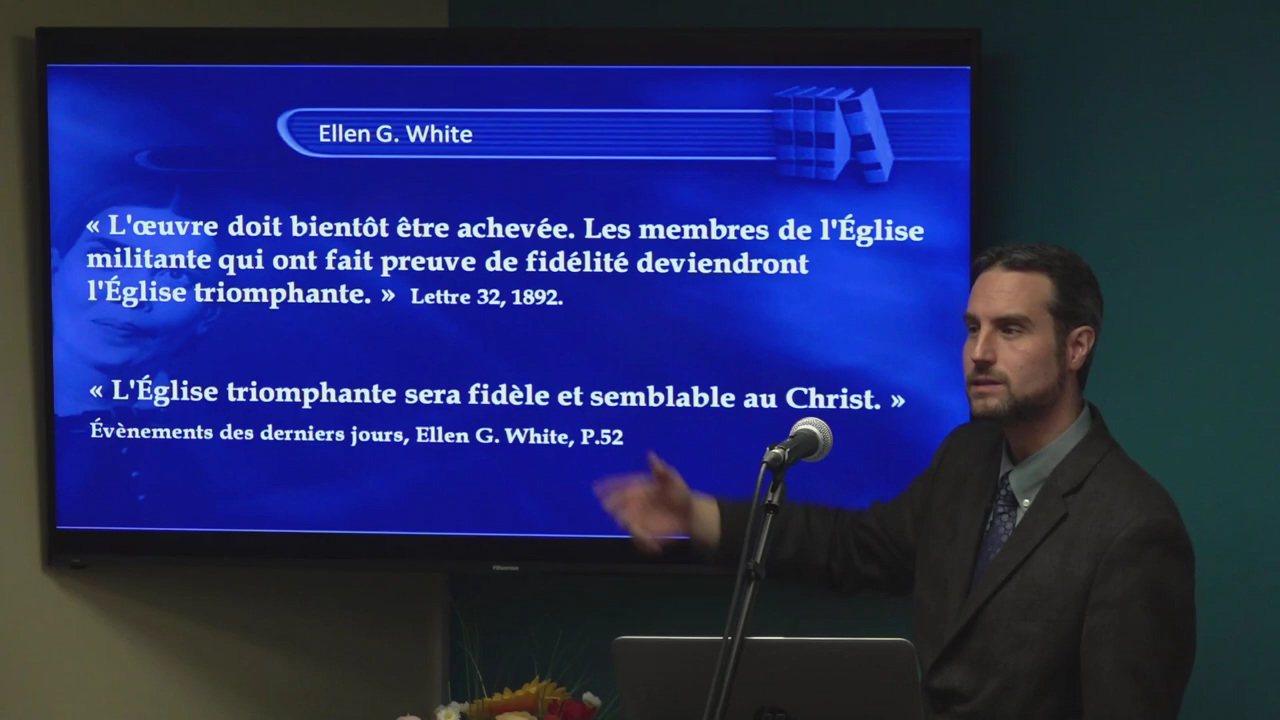 Ellen G. White
« L'œuvre doit bientôt être achevée. Les membres de l'Église
militante qui ont fait preuve de fidélité deviendront
l'Église triomphante. » Lettre 32, 1892.
« L'Église triomphante sera fidèle et semblable au Christ. »
Évènements des derniers jours, Ellen G. White, P.52
Hisense